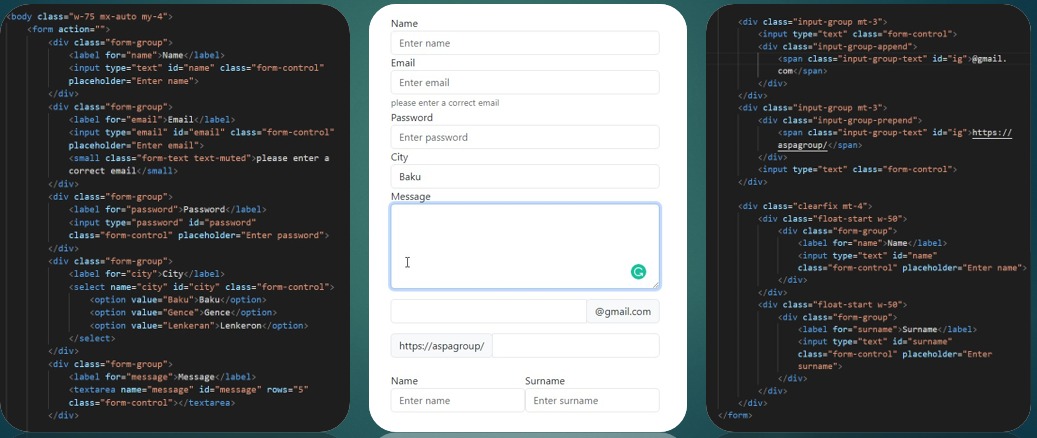 <body class="w-75 mx-auto my-4">
<form action="">
<div class="form-group">
<label for="name">Name</label>
<input type="text" id="name" class="form-control"
placeholder="Enter name">
</div>
<div class="form-group">
<label for="email">Email</label>
<input type="email" id="email" class="form-control"
placeholder="Enter email">
<small class="form-text text-muted">please enter a
correct email</small>
</div>
<div class="form-group">
<label for="password">Password</label>
<input type="password" id="password"
class="form-control" placeholder="Enter password">
</div>
<div class="form-group">
<label for="city">City</label>
<select name="city" id="city" class="form-control">
<option value="Baku">Baku</option>
<option value="Gence">Gence</option>
<option value="Lenkeran">Lenkeron</option>
</select>
<div class="form-group">
<label for="message">Message</label>
<textarea name="message" id="message" rows="5"
class="form-control"></textarea>
</div>
Name
Enter name
Email
Enter email
please enter a correct email
Password
Enter password
City
Baku
Message
@gmail.com
https://aspagroup/
Name Surname
Enter name Enter surname
<div class="input-group mt-3">
<input type="text" class="form-control">
<div class="input-group-append">
<span class="input-group-text" id="ig">@gmail.
com</span>
</div>
</div>
<div class="input-group mt-3">
<div class="input-group-prepend">
<span class="input-group-text" id="ig">https://
aspagroup/</span>
</div>
<input type="text" class="form-control">
</div>
<div class="clearfix mt-4">
<div class="float-start w-50">
<div class="form-group">
<label for="name">Name</label>
<input type="text" id="name"
class="form-control" placeholder="Enter name">
</div>
</div>
<div class="float-start w-50">
<div class="form-group">
<label for="surname">Surname</label>
<input type="text" id="surname"
class="form-control" placeholder="Enter
surname">
</div>
</div>
</div>
</form>